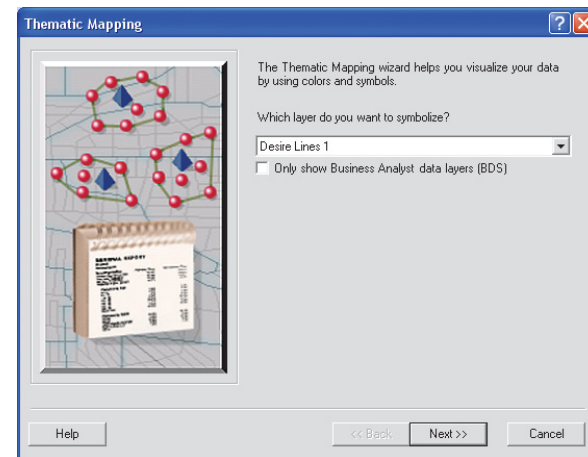 Thematic Mapping
The Thematic Mapping wizard helps you visualize your data
by using colors and symbols.
Which layer do you want to symbolize?
Desire Lines 1
Only show Business Analyst data layers (BDS)
Help
<< Back
Next >>
Cancel